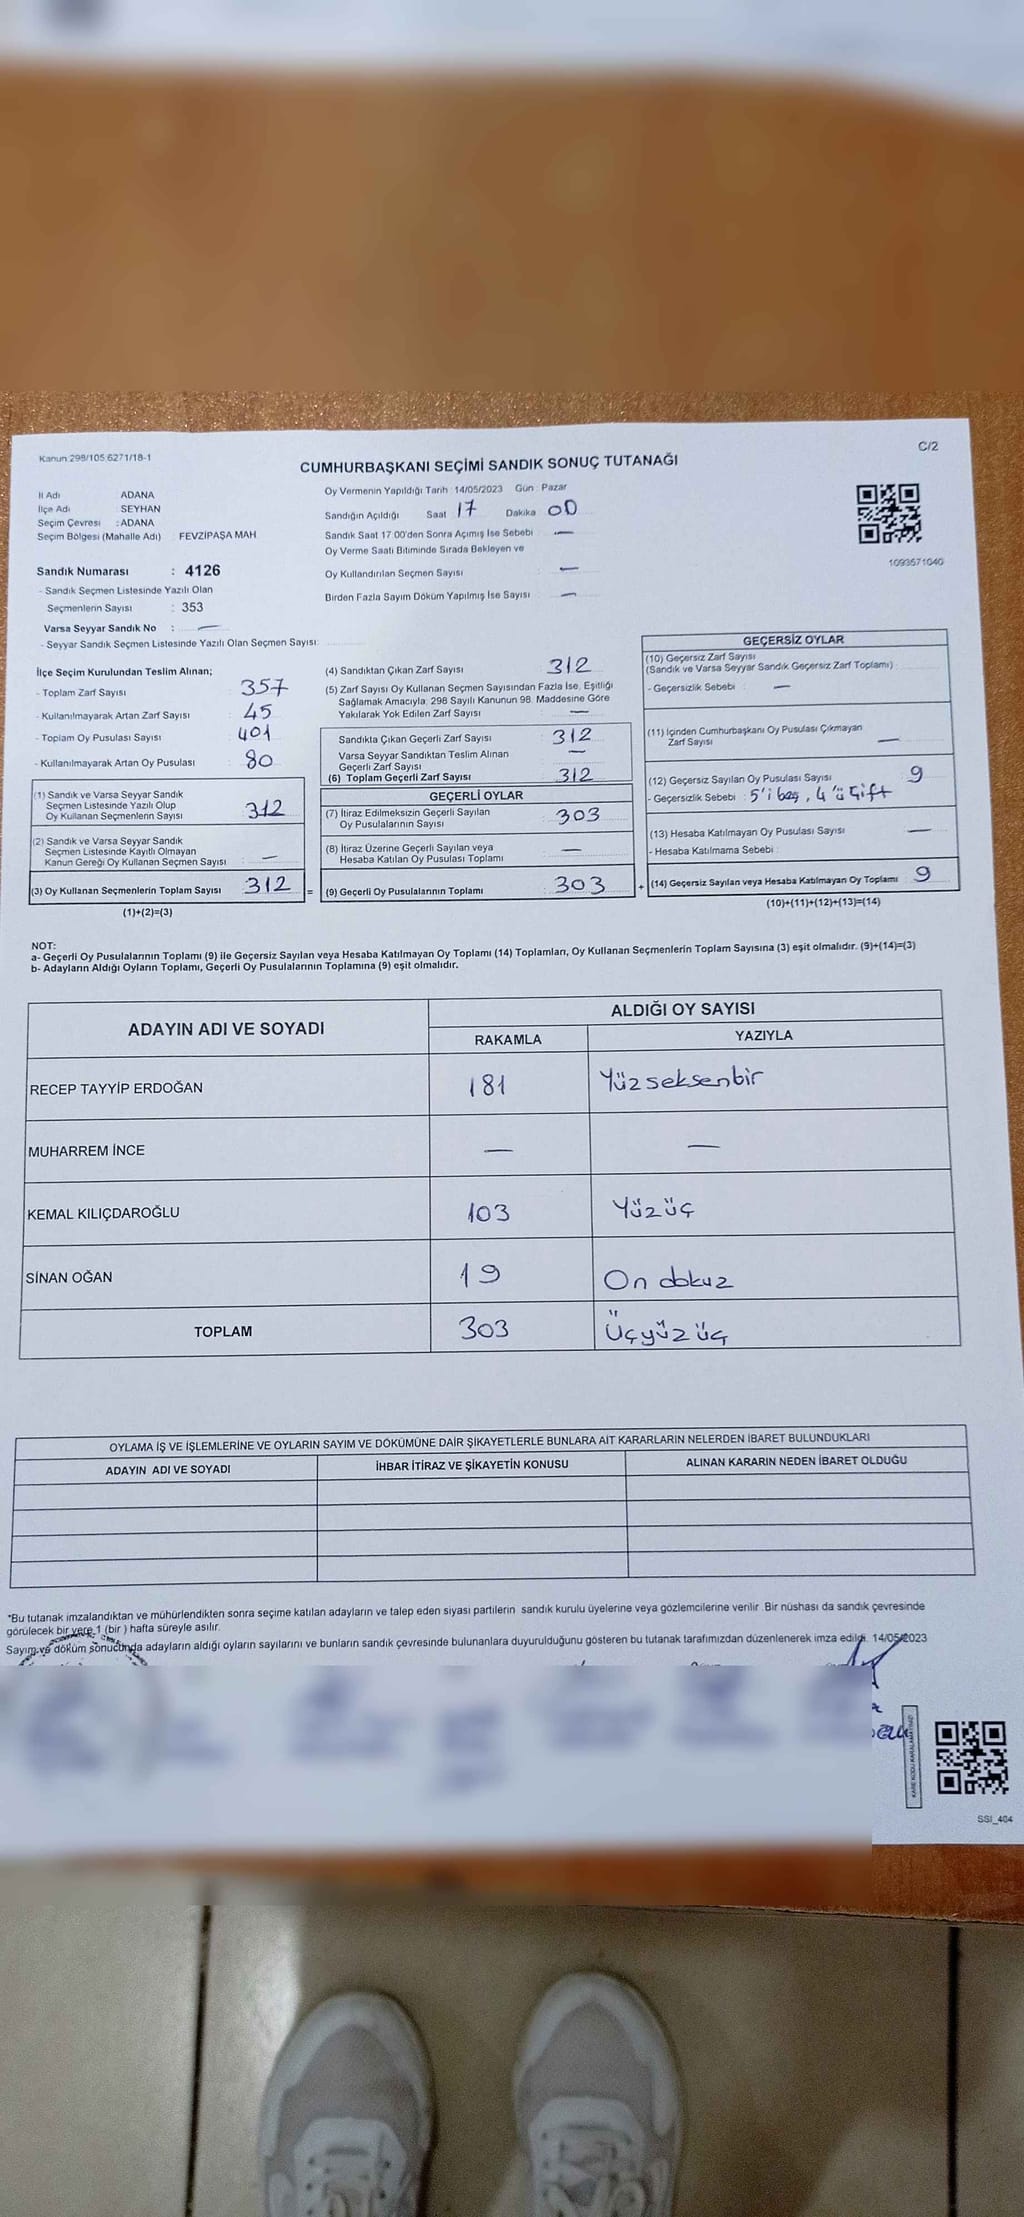 Kanun:298/105.6271/18-1
C/2
CUMHURBAŞKANI SEÇİMİ SANDIK SONUÇ TUTANAĞI
İl Adı ADANA
İlçe Adı : SEYHAN
Seçim Çevresi : ADANA
Seçim Bölgesi (Mahalle Adı) : FEVZİPAŞA MAH
Sandık Numarası : 4126
- Sandık Seçmen Listesinde Yazılı Olan
Seçmenlerin Sayısı : 353
Varsa Seyyar Sandık No : —
- Seyyar Sandık Seçmen Listesinde Yazılı Olan Seçmen Sayısı:
Oy Vermenin Yapıldığı Tarih : 14/05/2023 Gün : Pazar
Sandığın Açıldığı Saat 17 Dakika 00
Sandık Saat 17 00'den Sonra Açımış İse Sebebi —
Oy Verme Saati Bitiminde Sırada Bekleyen ve
Oy Kullandırılan Seçmen Sayısı : —
Birden Fazla Sayım Döküm Yapılmış İse Sayısı : —
1093571040
İlçe Seçim Kurulundan Teslim Alınan;
- Toplam Zarf Sayısı : 357
- Kullanılmayarak Artan Zarf Sayısı : 45
- Toplam Oy Pusulası Sayısı : 401
- Kullanılmayarak Artan Oy Pusulası : 80
(1) Sandık ve Varsa Seyyar Sandık
Seçmen Listesinde Yazılı Olup
Oy Kullanan Seçmenlerin Sayısı : 312
(2) Sandık ve Varsa Seyyar Sandık
Seçmen Listesinde Kayıtlı Olmayan
Kanun Gereği Oy Kullanan Seçmen Sayısı : —
(3) Oy Kullanan Seçmenlerin Toplam Sayısı : 312 =
(1)+(2)=(3)
(4) Sandıktan Çıkan Zarf Sayısı 312
(5) Zarf Sayısı Oy Kullanan Seçmen Sayısından Fazla İse, Eşitliği
Sağlamak Amacıyla; 298 Sayılı Kanunun 98. Maddesine Göre
Yakılarak Yok Edilen Zarf Sayısı : —
Sandıkla Çıkan Geçerli Zarf Sayısı : 312
Varsa Seyyar Sandıktan Teslim Alınan
Geçerli Zarf Sayısı —
(6) Toplam Geçerli Zarf Sayısı : 312
GEÇERLİ OYLAR
(7) İtiraz Edilmeksizin Geçerli Sayılan
Oy Pusulalarının Sayısı : 303
(8) İtiraz Üzerine Geçerli Sayılan veya
Hesaba Katılan Oy Pusulası Toplamı : —
(9) Geçerli Oy Pusulalarının Toplamı : 303 +
GEÇERSİZ OYLAR
(10) Geçersiz Zarf Sayısı
(Sandık ve Varsa Seyyar Sandık Geçersiz Zarf Toplamı) :
- Geçersizlik Sebebi : —
(11) İçinden Cumhurbaşkanı Oy Pusulası Çıkmayan
Zarf Sayısı : —
(12) Geçersiz Sayılan Oy Pusulası Sayısı : 9
- Geçersizlik Sebebi : 5'i boş, 4'ü Çift
(13) Hesaba Katılmayan Oy Pusulası Sayısı : —
- Hesaba Katılmama Sebebi :
(14) Geçersiz Sayılan veya Hesaba Katılmayan Oy Toplamı : 9
(10)+(11)+(12)+(13)=(14)
NOT:
a- Geçerli Oy Pusulalarının Toplamı (9) ile Geçersiz Sayılan veya Hesaba Katılmayan Oy Toplamı (14) Toplamları, Oy Kullanan Seçmenlerin Toplam Sayısına (3) eşit olmalıdır. (9)+(14)=(3)
b- Adayların Aldığı Oyların Toplamı, Geçerli Oy Pusulalarının Toplamına (9) eşit olmalıdır.
ADAYIN ADI VE SOYADI ALDIĞI OY SAYISI
RAKAMLA YAZIYLA
RECEP TAYYİP ERDOĞAN 181 Yüzseksenbir
MUHARREM İNCE — —
KEMAL KILIÇDAROĞLU 103 Yüzüç
SİNAN OĞAN 19 On dokuz
TOPLAM 303 Üçyüzüç
OYLAMA İŞ VE İŞLEMLERİNE VE OYLARIN SAYIM VE DÖKÜMÜNE DAİR ŞİKAYETLERLE BUNLARA AİT KARARLARIN NELERDEN İBARET BULUNDUKLARI
ADAYIN ADI VE SOYADI İHBAR İTİRAZ VE ŞİKAYETİN KONUSU ALINAN KARARIN NEDEN İBARET OLDUĞU
*Bu tutanak imzalandıktan ve mühürlendikten sonra seçime katılan adayların ve talep eden siyasi partilerin sandık kurulu üyelerine veya gözlemcilerine verilir. Bir nüshası da sandık çevresinde
görülecek bir yere 1 (bir ) hafta süreyle asılır.
Sayım ve döküm sonucunda adayların aldığı oyların sayılarını ve bunların sandık çevresinde bulunanlara duyurulduğunu gösteren bu tutanak tarafımızdan düzenlenerek imza edildi. 14/05/2023
SSI_404